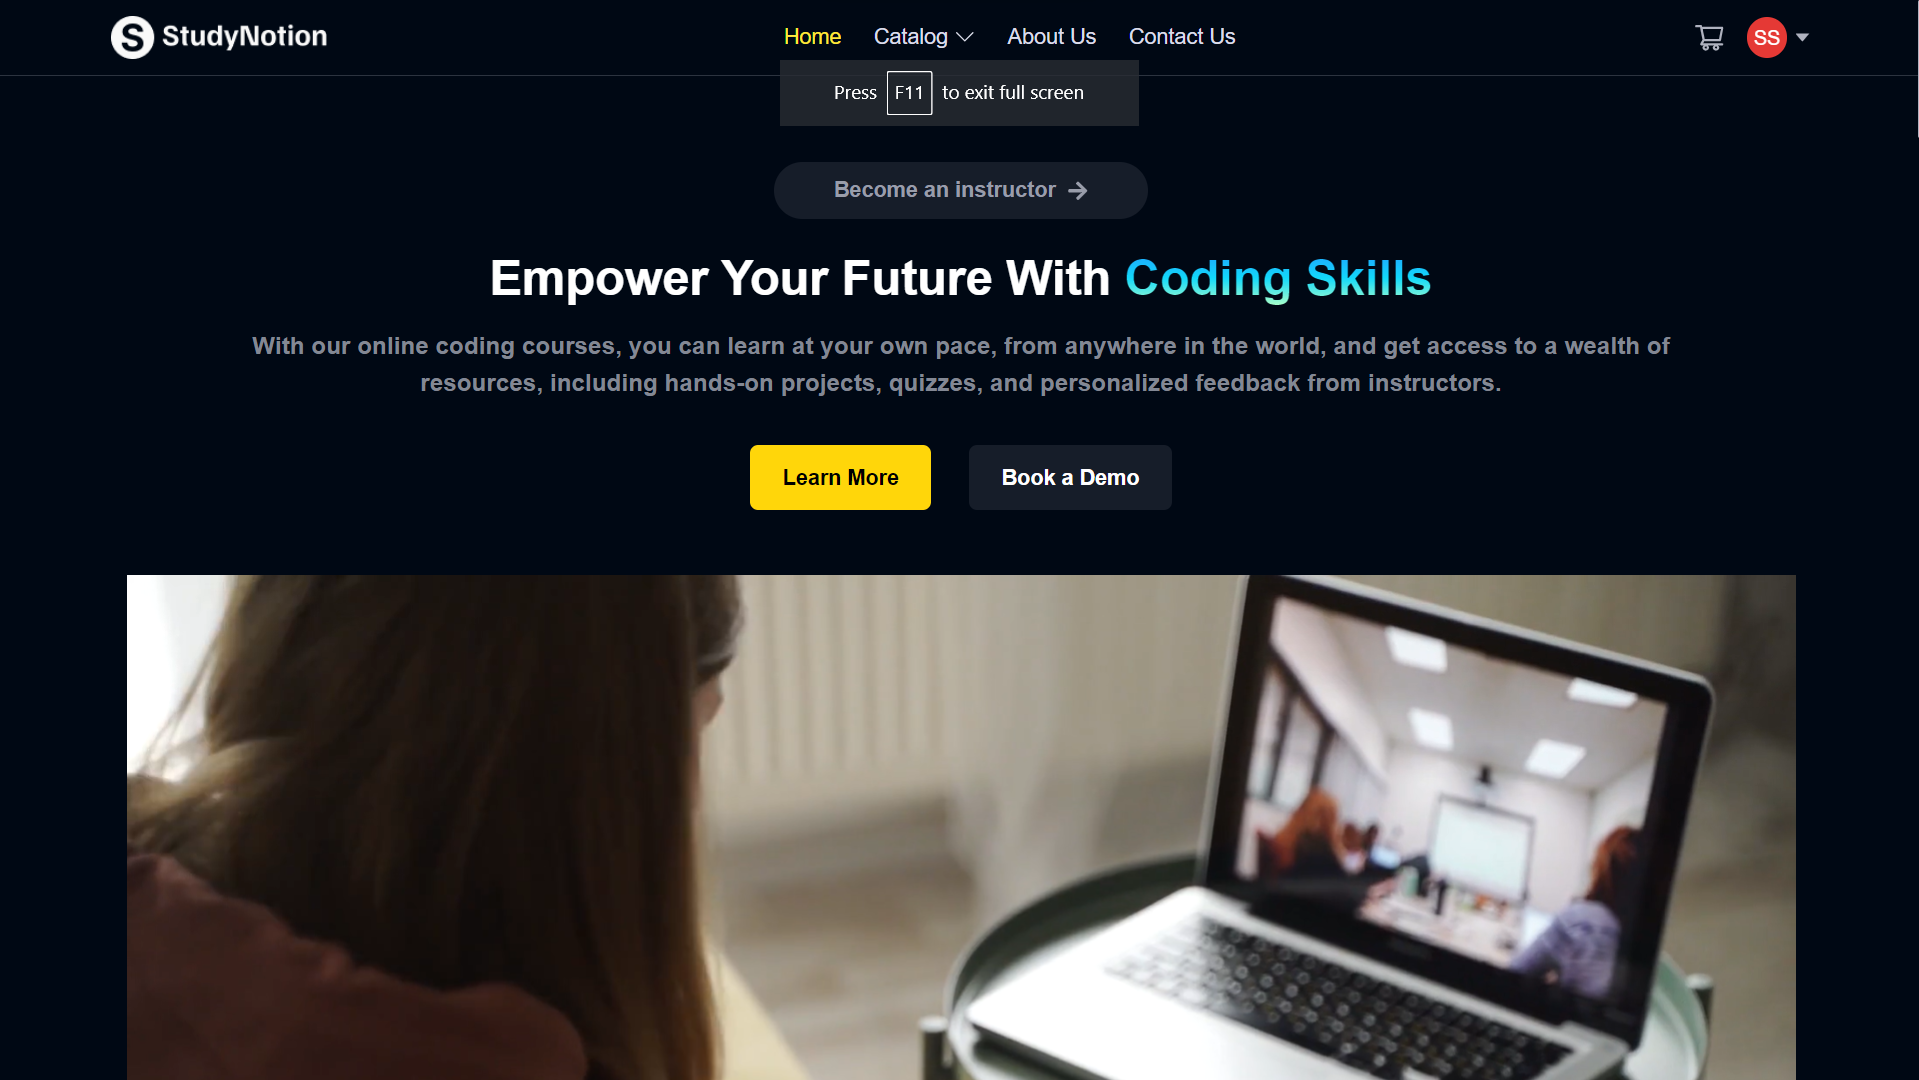 S StudyNotion
Home Catalog About Us Contact Us
SS
Press F11 to exit full screen
Become an instructor
Empower Your Future With Coding Skills
With our online coding courses, you can learn at your own pace, from anywhere in the world, and get access to a wealth of
resources, including hands-on projects, quizzes, and personalized feedback from instructors.
Learn More
Book a Demo